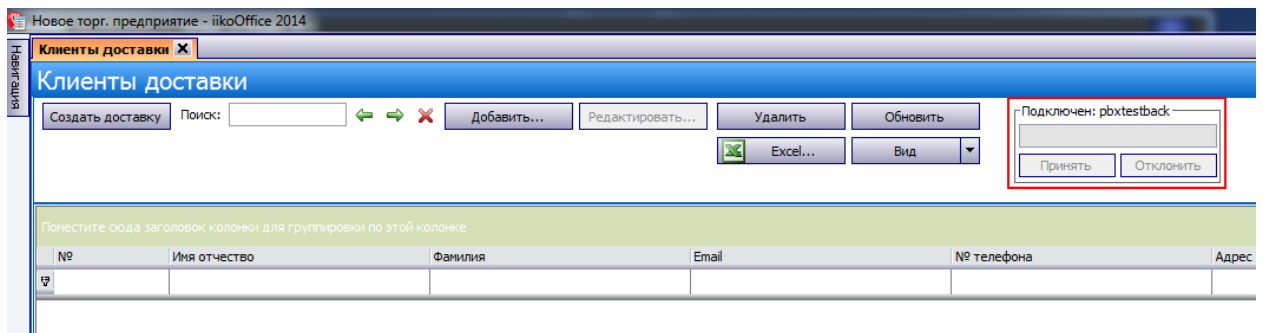 Новое торг. предприятие - iikoOffice 2014
Навигация
Клиенты доставки X
Клиенты доставки
Создать доставку Поиск: Добавить... Редактировать... Удалить Обновить
Excel... Вид
Подключен: pbxtestback
Принять Отклонить
Поместите сюда заголовок колонки для группировки по этой колонке
№ Имя отчество Фамилия Email № телефона Адрес